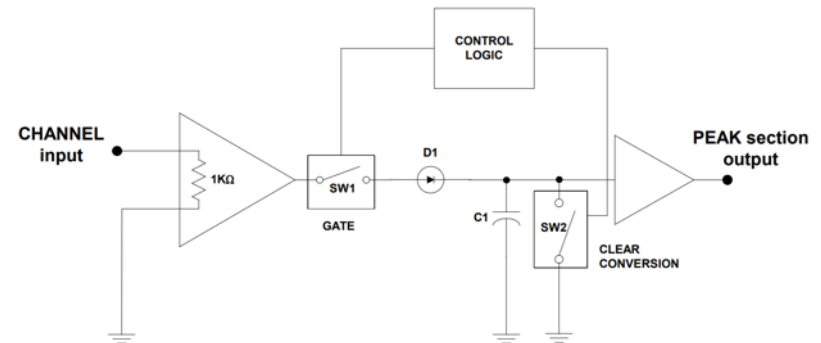 CONTROL
LOGIC
CHANNEL
input
1KΩ
SW1
GATE
D1
C1
SW2
CLEAR
CONVERSION
PEAK section
output